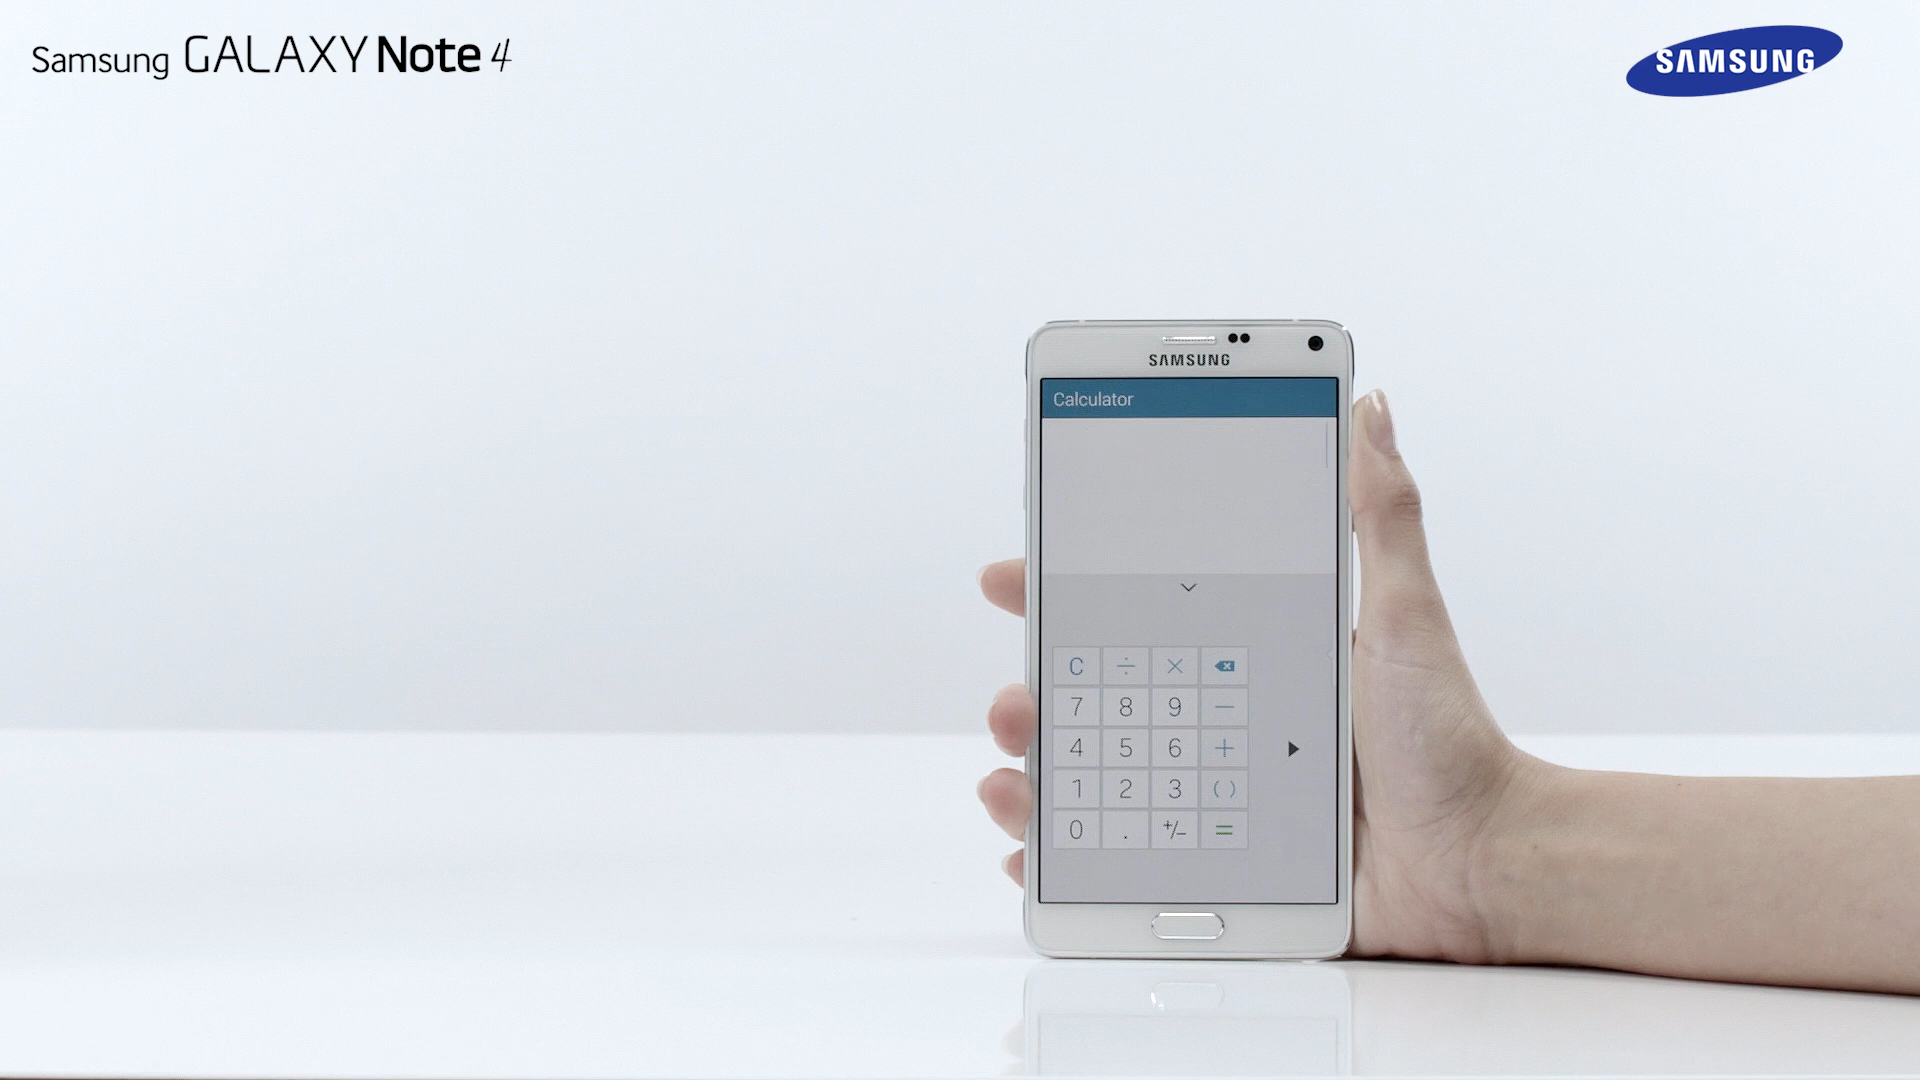 Samsung GALAXY Note 4
SAMSUNG
SAMSUNG
Calculator
C ÷ ×
7 8 9 −
4 5 6 +
1 2 3 ( )
0 . +/− =